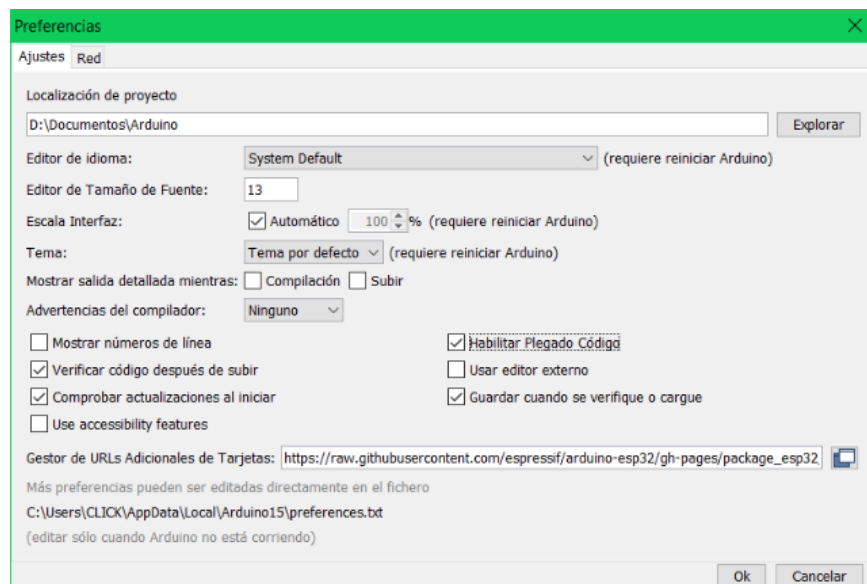 Preferencias
Ajustes Red
Localización de proyecto
D:\Documentos\Arduino Explorar
Editor de idioma: System Default (requiere reiniciar Arduino)
Editor de Tamaño de Fuente: 13
Escala Interfaz: Automático 100 % (requiere reiniciar Arduino)
Tema: Tema por defecto (requiere reiniciar Arduino)
Mostrar salida detallada mientras: Compilación Subir
Advertencias del compilador: Ninguno
Mostrar números de línea Habilitar Plegado Código
Verificar código después de subir Usar editor externo
Comprobar actualizaciones al iniciar Guardar cuando se verifique o cargue
Use accessibility features
Gestor de URLs Adicionales de Tarjetas: https://raw.githubusercontent.com/espressif/arduino-esp32/gh-pages/package_esp32
Más preferencias pueden ser editadas directamente en el fichero
C:\Users\CLICK\AppData\Local\Arduino15\preferences.txt
(editar sólo cuando Arduino no está corriendo)
Ok Cancelar